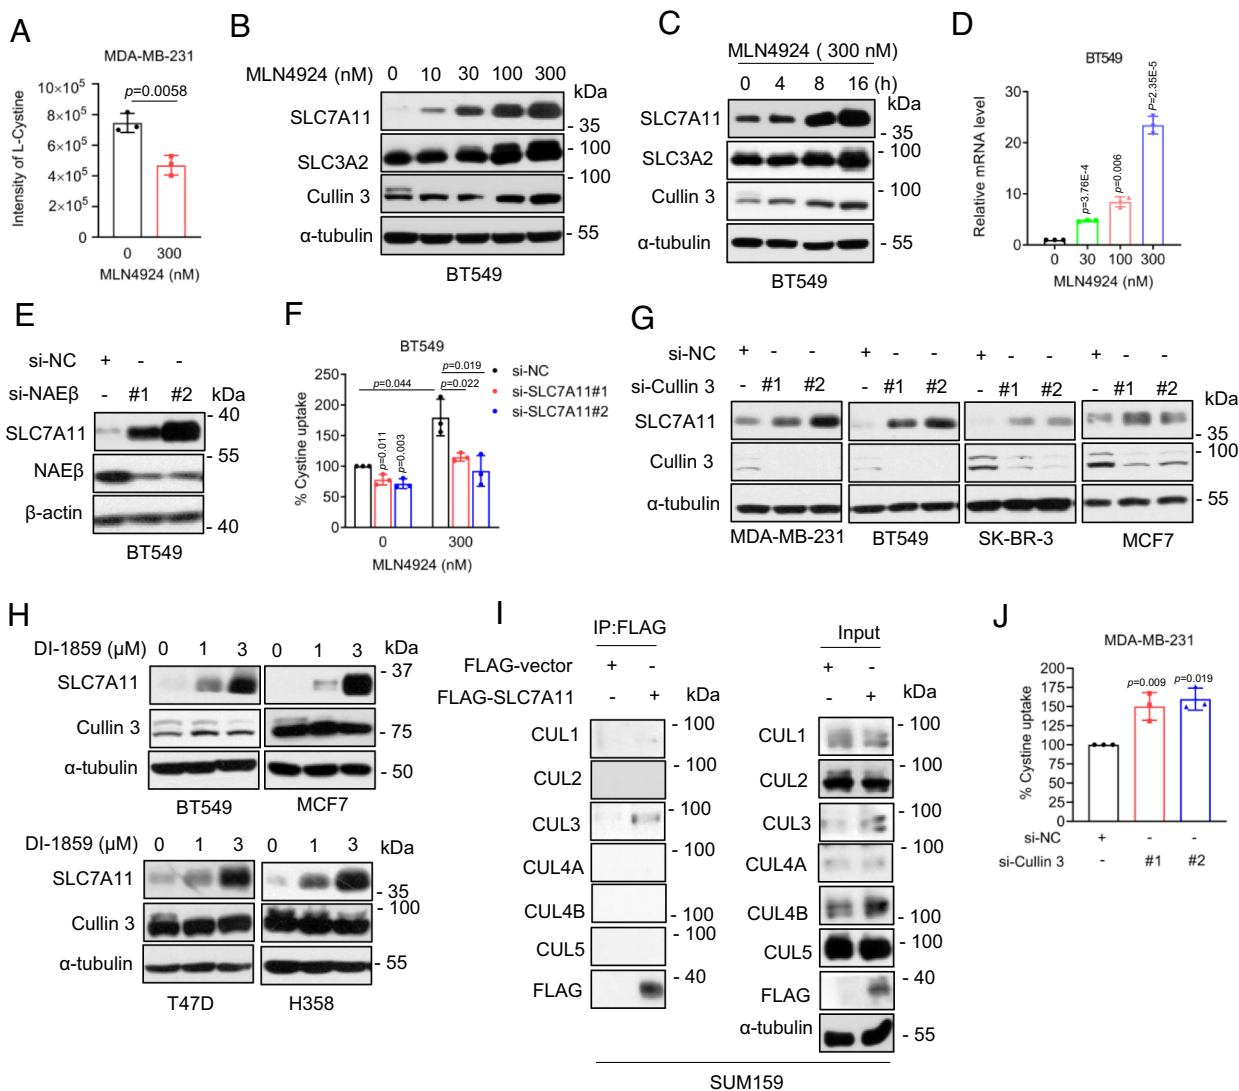 A
MDA-MB-231
Intensity of L-Cystine
10×10⁵
8×10⁵
6×10⁵
4×10⁵
2×10⁵
0
p=0.0058
0 300
MLN4924 (nM)
B
MLN4924 (nM) 0 10 30 100 300
kDa
SLC7A11
- 35
SLC3A2
- 100
Cullin 3
- 100
α-tubulin
- 55
BT549
C
MLN4924 ( 300 nM)
0 4 8 16 (h)
kDa
SLC7A11
- 35
SLC3A2
- 100
Cullin 3
- 100
α-tubulin
- 55
BT549
D
BT549
Relative mRNA level
30
20
10
0
p=3.76E-4
p=0.006
P=2.35E-5
0 30 100 300
MLN4924 (nM)
E
si-NC + - -
si-NAEβ - #1 #2 kDa
- 40
SLC7A11
- 55
NAEβ
β-actin
- 40
BT549
F
BT549
% Cystine uptake
250
200
150
100
50
0
p=0.044
p=0.019
p=0.022
p=0.011
p=0.003
si-NC
si-SLC7A11#1
si-SLC7A11#2
0 300
MLN4924 (nM)
G
si-NC + - - + - - + - - + - -
si-Cullin 3 - #1 #2 - #1 #2 - #1 #2 - #1 #2
kDa
SLC7A11
- 35
Cullin 3
- 100
α-tubulin
- 55
MDA-MB-231 BT549 SK-BR-3 MCF7
H
DI-1859 (μM) 0 1 3 0 1 3 kDa
- 37
SLC7A11
Cullin 3
- 75
α-tubulin
- 50
BT549 MCF7
DI-1859 (μM) 0 1 3 0 1 3 kDa
SLC7A11
- 35
- 100
Cullin 3
α-tubulin
- 55
T47D H358
I
IP:FLAG Input
FLAG-vector + - + -
FLAG-SLC7A11 - + kDa - + kDa
CUL1 - 100 CUL1 - 100
CUL2 - 100 CUL2 - 100
CUL3 - 100 CUL3 - 100
CUL4A - 100 CUL4A - 100
CUL4B - 100 CUL4B - 100
CUL5 - 100 CUL5 - 100
FLAG - 40 FLAG - 40
α-tubulin - 55
SUM159
J
MDA-MB-231
% Cystine uptake
200
175
150
125
100
75
50
25
0
p=0.009
p=0.019
si-NC + - -
si-Cullin 3 - #1 #2